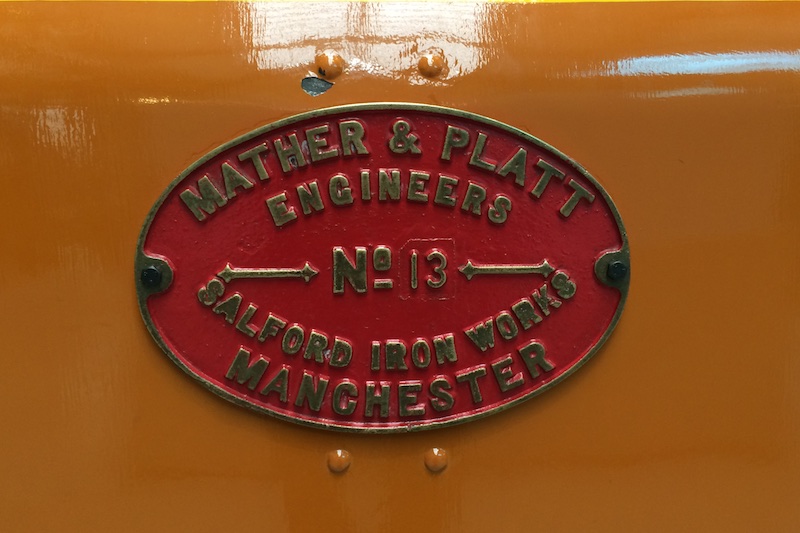 MATHER & PLATT
ENGINEERS
No 13
SALFORD IRON WORKS
MANCHESTER